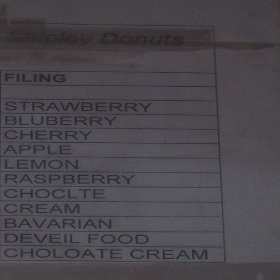 Shipley Donuts
FILING
STRAWBERRY
BLUBERRY
CHERRY
APPLE
LEMON
RASPBERRY
CHOCLTE
CREAM
BAVARIAN
DEVEIL FOOD
CHOLOATE CREAM